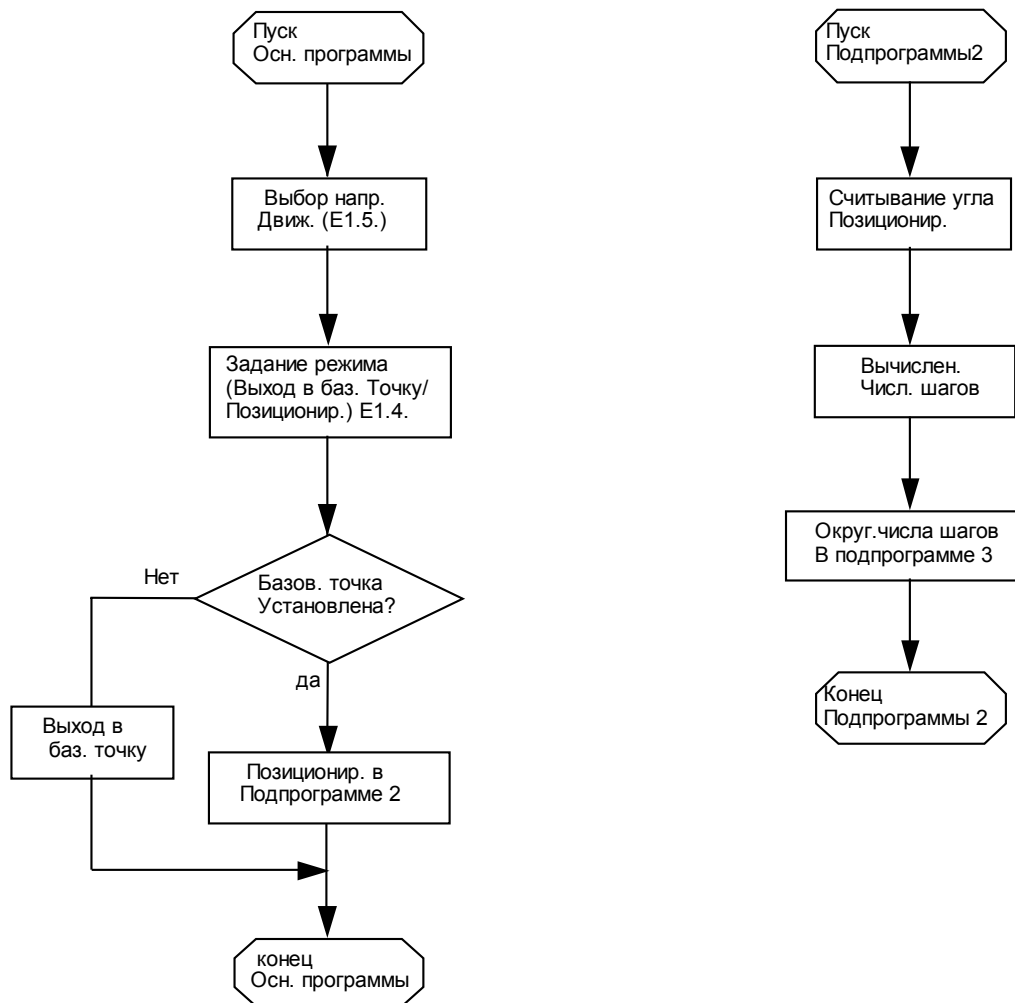 Пуск
Осн. программы
Выбор напр.
Движ. (Е1.5.)
Задание режима
(Выход в баз. Точку/
Позиционир.) Е1.4.
Нет
Базов. точка
Установлена?
да
Выход в
баз. точку
Позиционир. в
Подпрограмме 2
конец
Осн. программы
Пуск
Подпрограммы2
Считывание угла
Позиционир.
Вычислен.
Числ. шагов
Округ.числа шагов
В подпрограмме 3
Конец
Подпрограммы 2